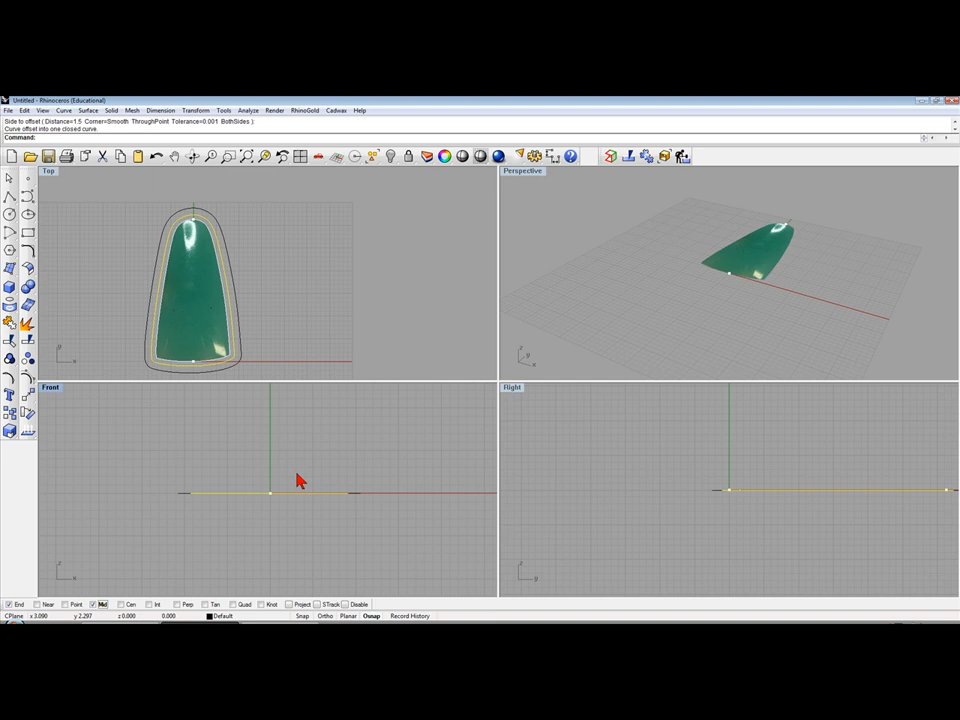 Untitled - Rhinoceros (Educational)
File Edit View Curve Surface Solid Mesh Dimension Transform Tools Analyze Render RhinoGold Cadwax Help
Side to offset ( Distance=1.5 Corner=Smooth ThroughPoint Tolerance=0.001 BothSides ):
Curve offset into one closed curve.
Command:
Top
Perspective
y
x
z
y
x
Front
Right
z
x
z
y
End Near Point Mid Cen Int Perp Tan Quad Knot Project STrack Disable
CPlane x 3.090 y 2.297 z 0.000 0.000 Default Snap Ortho Planar Osnap Record History